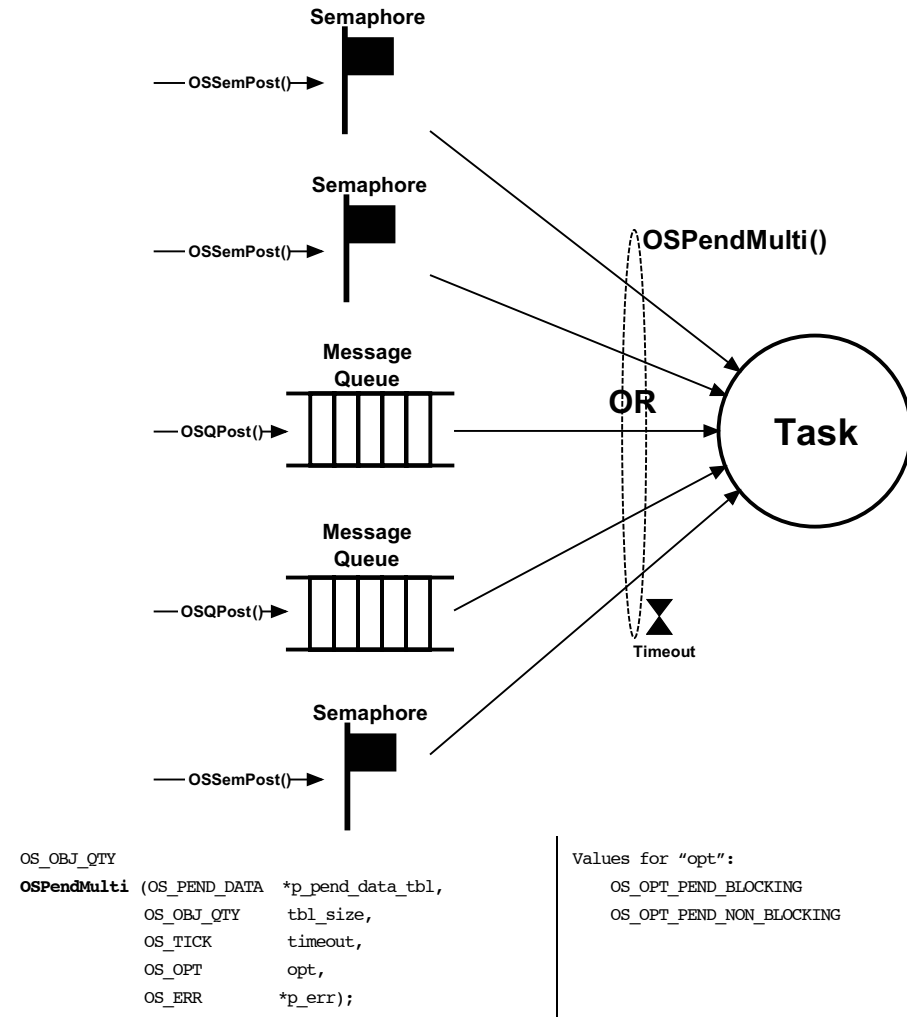 Semaphore
OSSemPost()
Semaphore
OSSemPost()
OSPendMulti()
Message
Queue
OSQPost()
OR
Task
Message
Queue
OSQPost()
Timeout
Semaphore
OSSemPost()
OS_OBJ_QTY
OSPendMulti (OS_PEND_DATA *p_pend_data_tbl,
OS_OBJ_QTY tbl_size,
OS_TICK timeout,
OS_OPT opt,
OS_ERR *p_err);
Values for “opt”:
OS_OPT_PEND_BLOCKING
OS_OPT_PEND_NON_BLOCKING